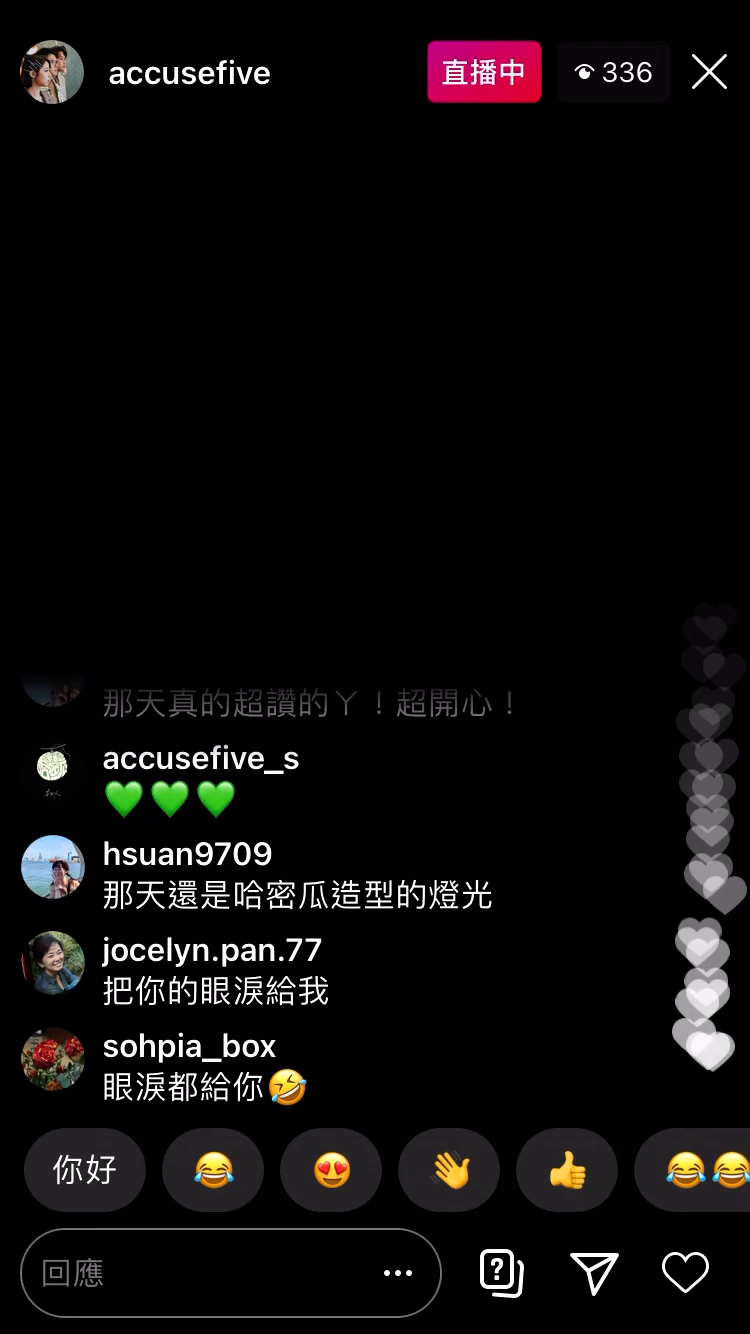 accusefive
直播中
336
那天真的超讚的ㄚ！超開心！
accusefive_s
💚💚💚
hsuan9709
那天還是哈密瓜造型的燈光
jocelyn.pan.77
把你的眼淚給我
sohpia_box
眼淚都給你🤣
你好
😂
😍
👋
👍
😂😂
回應